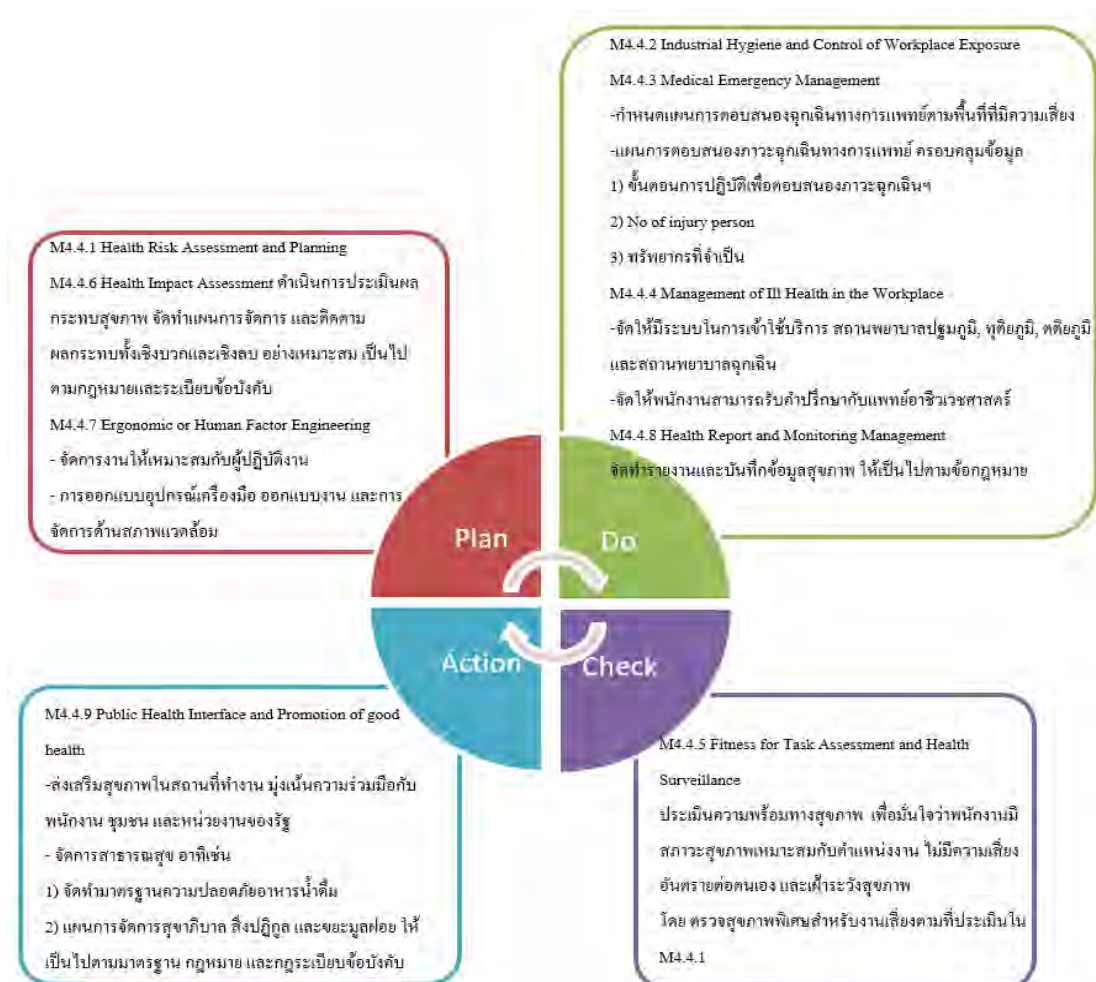 M4.4.1 Health Risk Assessment and Planning
M4.4.6 Health Impact Assessment ดำเนินการประเมินผล
กระทบสุขภาพ จัดทำแผนการจัดการ และติดตาม
ผลกระทบทั้งเชิงบวกและเชิงลบ อย่างเหมาะสม เป็นไป
ตามกฎหมายและระเบียบข้อบังคับ
M4.4.7 Ergonomic or Human Factor Engineering
- จัดการงานให้เหมาะสมกับผู้ปฏิบัติงาน
- การออกแบบอุปกรณ์เครื่องมือ ออกแบบงาน และการ
จัดการด้านสภาพแวดล้อม
Plan
M4.4.2 Industrial Hygiene and Control of Workplace Exposure
M4.4.3 Medical Emergency Management
-กำหนดแผนการตอบสนองฉุกเฉินทางการแพทย์ตามพื้นที่ที่มีความเสี่ยง
-แผนการตอบสนองภาวะฉุกเฉินทางการแพทย์ ครอบคลุมข้อมูล
1) ขั้นตอนการปฏิบัติเพื่อตอบสนองภาวะฉุกเฉินฯ
2) No of injury person
3) ทรัพยากรที่จำเป็น
M4.4.4 Management of Ill Health in the Workplace
-จัดให้มีระบบในการเข้าใช้บริการ สถานพยาบาลปฐมภูมิ, ทุติยภูมิ, ตติยภูมิ
และสถานพยาบาลฉุกเฉิน
-จัดให้พนักงานสามารถรับคำปรึกษากับแพทย์อาชีวเวชศาสตร์
M4.4.8 Health Report and Monitoring Management
จัดทำรายงานและบันทึกข้อมูลสุขภาพ ให้เป็นไปตามข้อกฎหมาย
Do
Action
Check
M4.4.9 Public Health Interface and Promotion of good
health
-ส่งเสริมสุขภาพในสถานที่ทำงาน มุ่งเน้นความร่วมมือกับ
พนักงาน ชุมชน และหน่วยงานของรัฐ
- จัดการสาธารณสุข อาทิเช่น
1) จัดทำมาตรฐานความปลอดภัยอาหารน้ำดื่ม
2) แผนการจัดการสุขาภิบาล สิ่งปฏิกูล และขยะมูลฝอย ให้
เป็นไปตามมาตรฐาน กฎหมาย และกฎระเบียบข้อบังคับ
M4.4.5 Fitness for Task Assessment and Health
Surveillance
ประเมินความพร้อมทางสุขภาพ เพื่อมั่นใจว่าพนักงานมี
สภาวะสุขภาพเหมาะสมกับตำแหน่งงาน ไม่มีความเสี่ยง
อันตรายต่อตนเอง และเฝ้าระวังสุขภาพ
โดย ตรวจสุขภาพพิเศษสำหรับงานเสี่ยงตามที่ประเมินใน
M4.4.1